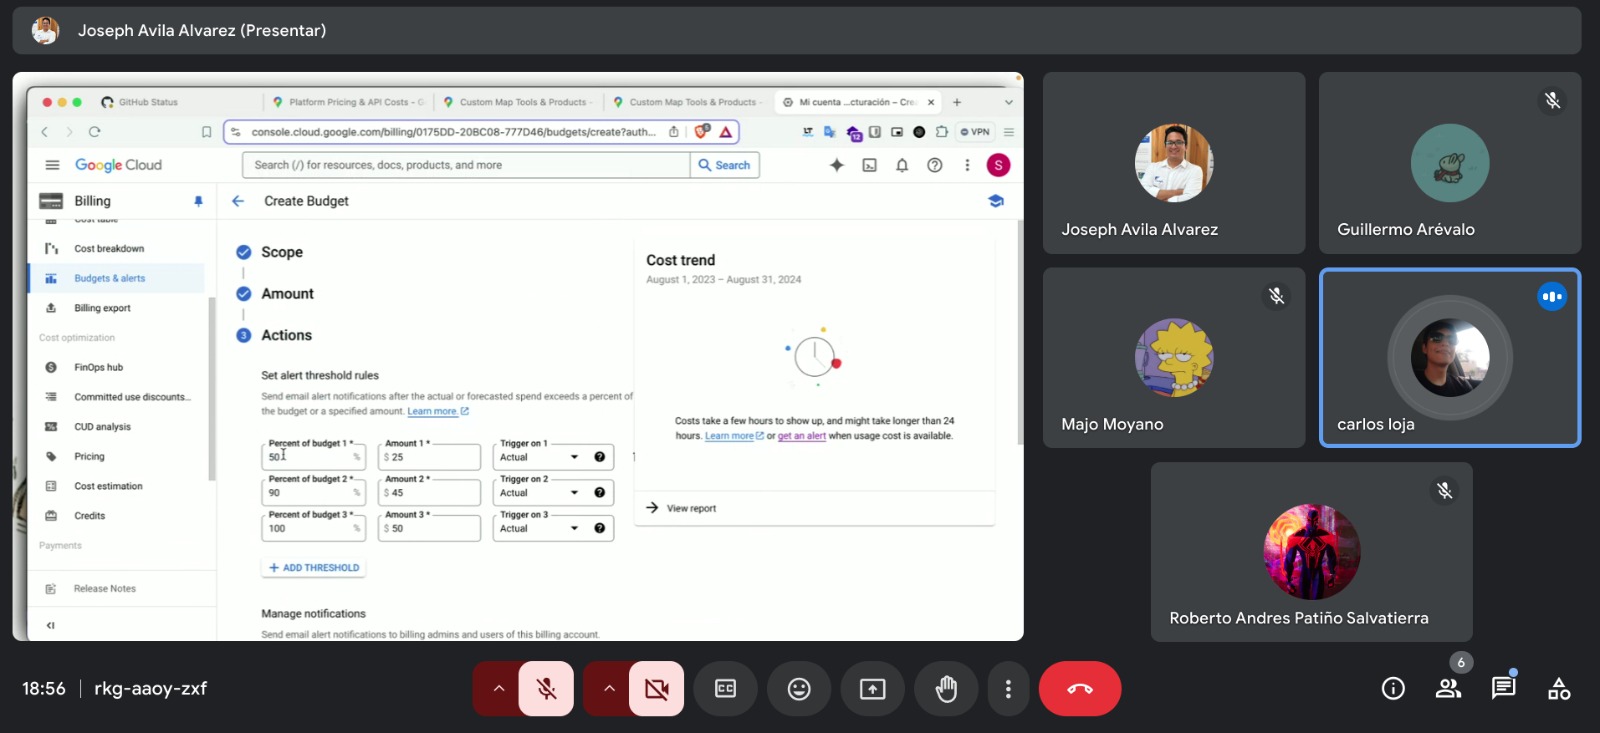 Joseph Avila Alvarez (Presentar)
GitHub Status
Platform Pricing & API Costs - G
Custom Map Tools & Products -
Custom Map Tools & Products -
Mi cuenta ...cturación – Cre
console.cloud.google.com/billing/0175DD-20BC08-777D46/budgets/create?auth...
12
VPN
Google Cloud
Search (/) for resources, docs, products, and more
Search
S
Billing
Create Budget
Cost table
Cost breakdown
Budgets & alerts
Billing export
Cost optimization
FinOps hub
Committed use discounts...
CUD analysis
Pricing
Cost estimation
Credits
Payments
Release Notes
Scope
Amount
3 Actions
Set alert threshold rules
Send email alert notifications after the actual or forecasted spend exceeds a percent of
the budget or a specified amount. Learn more.
Percent of budget 1 *
50 %
Amount 1 *
$ 25
Trigger on 1
Actual
Percent of budget 2 *
90 %
Amount 2 *
$ 45
Trigger on 2
Actual
Percent of budget 3 *
100 %
Amount 3 *
$ 50
Trigger on 3
Actual
+ ADD THRESHOLD
Manage notifications
Send email alert notifications to billing admins and users of this billing account.
Cost trend
August 1, 2023 – August 31, 2024
Costs take a few hours to show up, and might take longer than 24
hours. Learn more or get an alert when usage cost is available.
View report
Joseph Avila Alvarez
Guillermo Arévalo
Majo Moyano
carlos loja
Roberto Andres Patiño Salvatierra
18:56 | rkg-aaoy-zxf
6